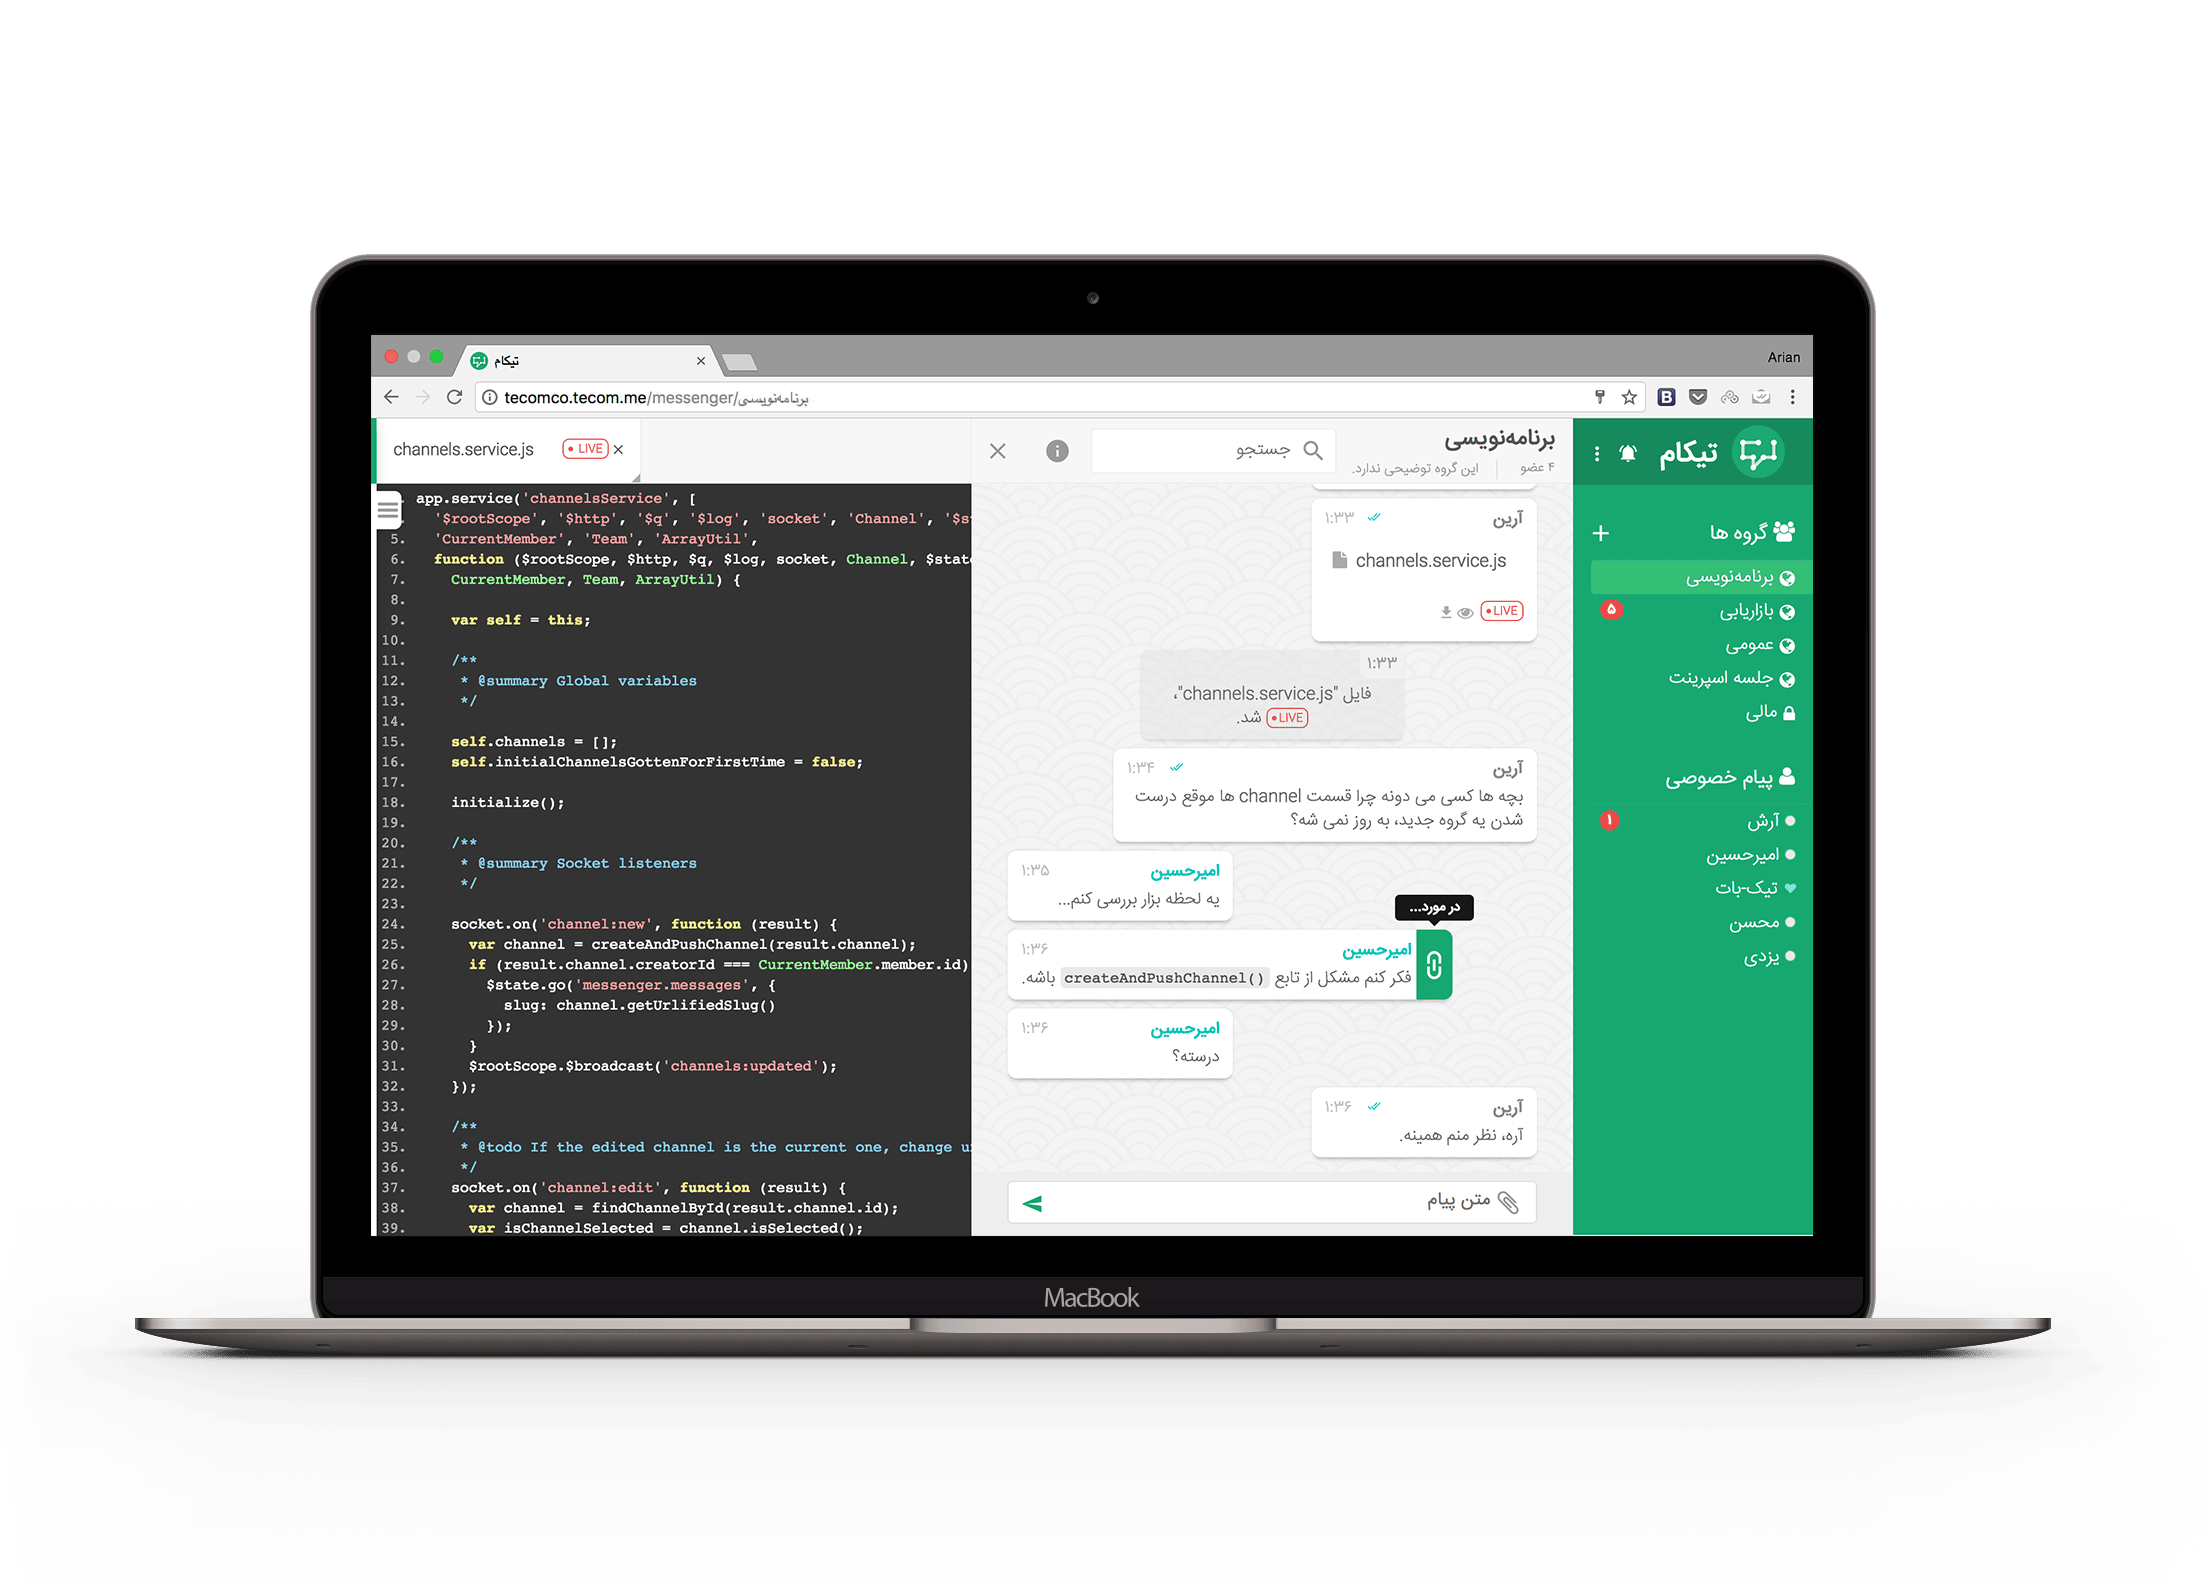 Arian
تیکام
tecomco.tecom.me/messenger/برنامه‌نویسی
channels.service.js
LIVE
app.service('channelsService', [
'$rootScope', '$http', '$q', '$log', 'socket', 'Channel', '$st
5. 'CurrentMember', 'Team', 'ArrayUtil',
6. function ($rootScope, $http, $q, $log, socket, Channel, $stat
7. CurrentMember, Team, ArrayUtil) {
8.
9. var self = this;
10.
11. /**
12. * @summary Global variables
13. */
14.
15. self.channels = [];
16. self.initialChannelsGottenForFirstTime = false;
17.
18. initialize();
19.
20. /**
21. * @summary Socket listeners
22. */
23.
24. socket.on('channel:new', function (result) {
25. var channel = createAndPushChannel(result.channel);
26. if (result.channel.creatorId === CurrentMember.member.id)
27. $state.go('messenger.messages', {
28. slug: channel.getUrlifiedSlug()
29. });
30. }
31. $rootScope.$broadcast('channels:updated');
32. });
33.
34. /**
35. * @todo If the edited channel is the current one, change u
36. */
37. socket.on('channel:edit', function (result) {
38. var channel = findChannelById(result.channel.id);
39. var isChannelSelected = channel.isSelected();
برنامه‌نویسی
۴ عضو
این گروه توضیحی ندارد.
جستجو
آرین
۱:۳۳
channels.service.js
LIVE
۱:۳۳
فایل "channels.service.js"،
LIVE شد.
آرین
۱:۳۴
بچه ها کسی می دونه چرا قسمت channel ها موقع درست
شدن یه گروه جدید، به روز نمی شه؟
امیرحسین
۱:۳۵
یه لحظه بزار بررسی کنم...
در مورد...
امیرحسین
۱:۳۶
فکر کنم مشکل از تابع createAndPushChannel() باشه.
امیرحسین
۱:۳۶
درسته؟
آرین
۱:۳۶
آره، نظر منم همینه.
متن پیام
تیکام
گروه ها
برنامه‌نویسی
بازاریابی
۵
عمومی
جلسه اسپرینت
مالی
پیام خصوصی
آرش
۱
امیرحسین
تیک-بات
محسن
یزدی
MacBook